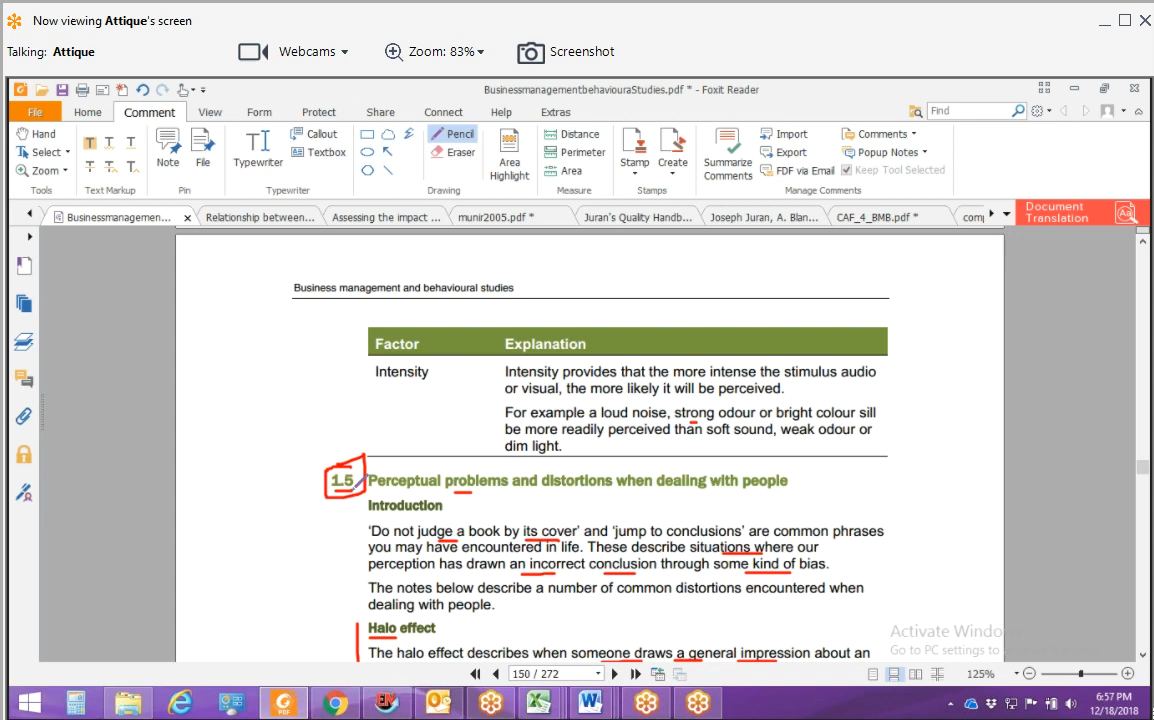 Now viewing Attique's screen
Talking: Attique
Webcams
Zoom: 83%
Screenshot
BusinessmanagementbehaviouraStudies.pdf * - Foxit Reader
File Home Comment View Form Protect Share Connect Help Extras
Find
Hand
Select
Zoom
Tools
Text Markup
Note
File
Pin
Typewriter
Callout
Textbox
Typewriter
Pencil
Eraser
Area
Highlight
Drawing
Distance
Perimeter
Area
Measure
Stamp
Create
Stamps
Summarize
Comments
Import
Export
FDF via Email
Comments
Popup Notes
Keep Tool Selected
Manage Comments
Businessmanagemen...
Relationship between...
Assessing the impact ...
munir2005.pdf *
Juran's Quality Handb...
Joseph Juran, A. Blan...
CAF_4_BMB.pdf *
com
Document
Translation
Business management and behavioural studies
Factor Explanation
Intensity Intensity provides that the more intense the stimulus audio
or visual, the more likely it will be perceived.
For example a loud noise, strong odour or bright colour sill
be more readily perceived than soft sound, weak odour or
dim light.
1.5 Perceptual problems and distortions when dealing with people
Introduction
'Do not judge a book by its cover' and 'jump to conclusions' are common phrases
you may have encountered in life. These describe situations where our
perception has drawn an incorrect conclusion through some kind of bias.
The notes below describe a number of common distortions encountered when
dealing with people.
Halo effect
The halo effect describes when someone draws a general impression about an
Activate Windo
Go to PC settings to
150 / 272
125%
PDF
6:57 PM
12/18/2018